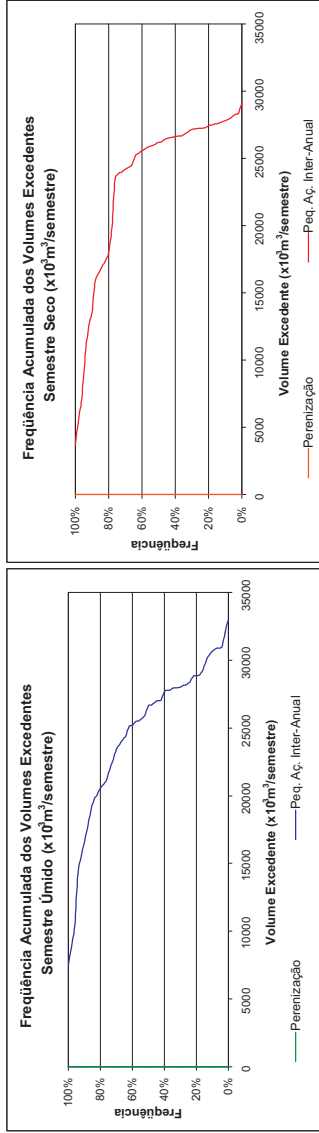 Freqüência Acumulada dos Volumes Excedentes
Semestre Úmido (x10³m³/semestre)
Freqüência
100%
80%
60%
40%
20%
0%
0
5000
10000
15000
20000
25000
30000
35000
Volume Excedente (x10³m³/semestre)
Perenização
Peq. Aç. Inter-Anual
Freqüência Acumulada dos Volumes Excedentes
Semestre Seco (x10³m³/semestre)
Freqüência
100%
80%
60%
40%
20%
0%
0
5000
10000
15000
20000
25000
30000
35000
Volume Excedente (x10³m³/semestre)
Perenização
Peq. Aç. Inter-Anual